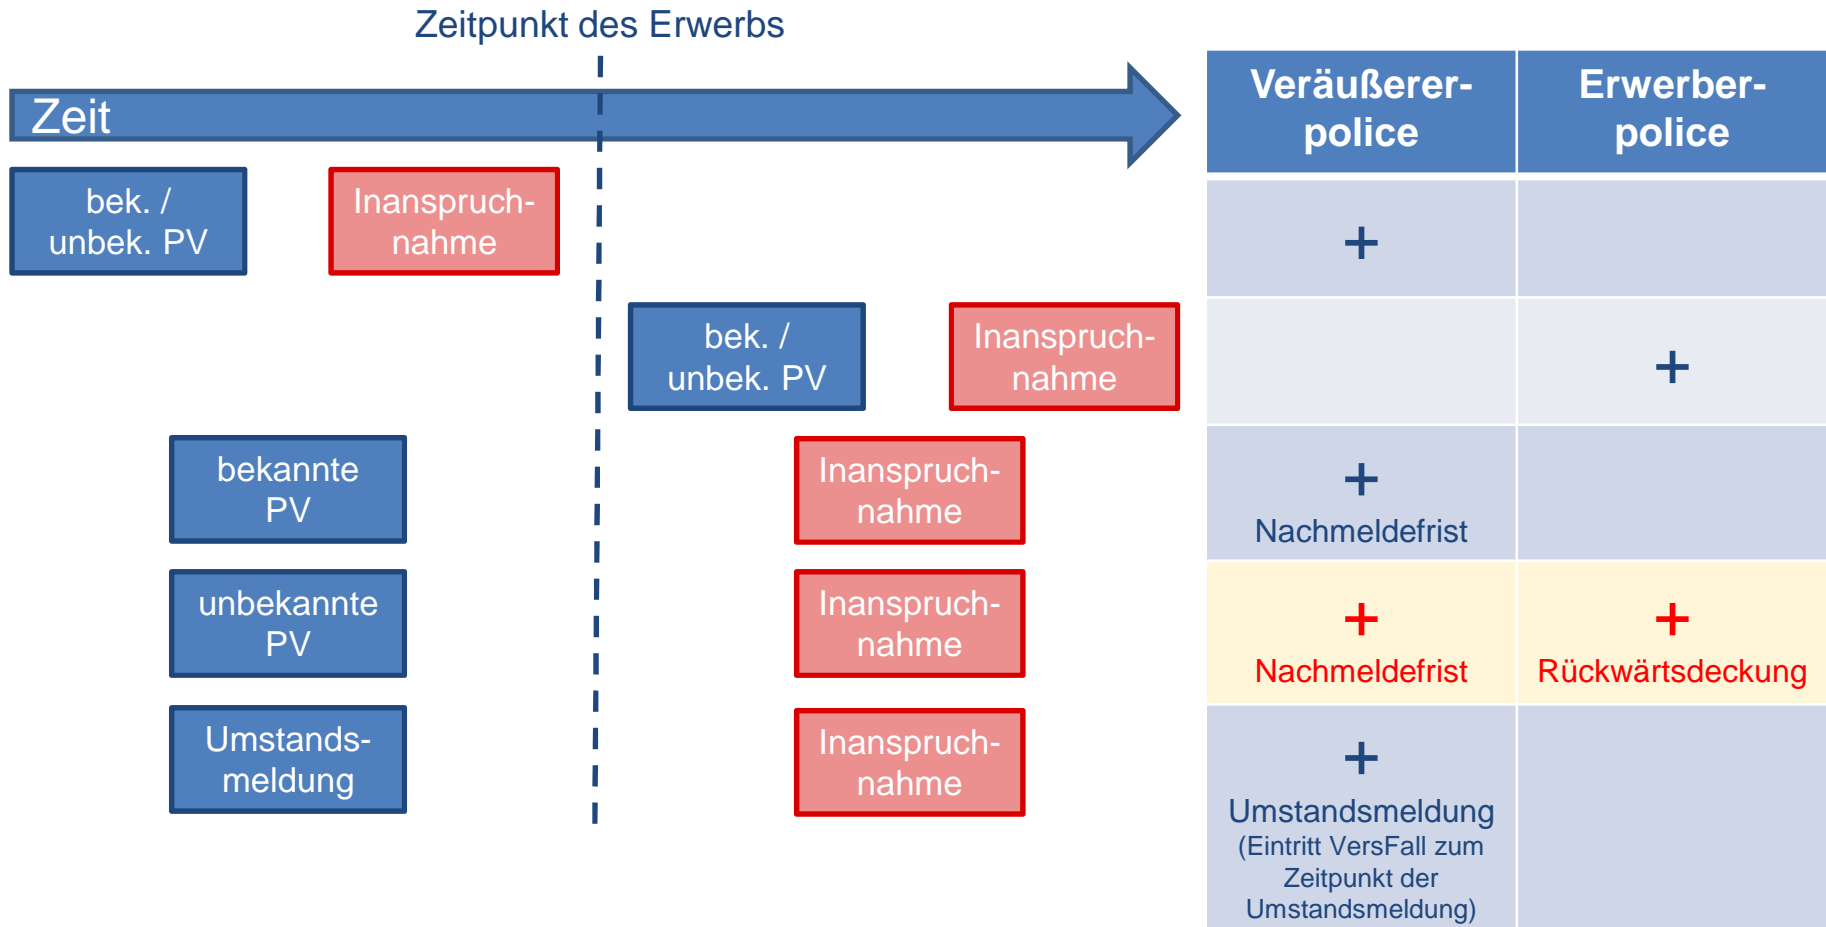 Zeitpunkt des Erwerbs
Zeit
Veräußerer-
police
Erwerber-
police
bek. /
unbek. PV
Inanspruch-
nahme
+
bek. /
unbek. PV
Inanspruch-
nahme
+
bekannte
PV
Inanspruch-
nahme
+
Nachmeldefrist
unbekannte
PV
Inanspruch-
nahme
+
Nachmeldefrist
+
Rückwärtsdeckung
Umstands-
meldung
Inanspruch-
nahme
+
Umstandsmeldung
(Eintritt VersFall zum
Zeitpunkt der
Umstandsmeldung)